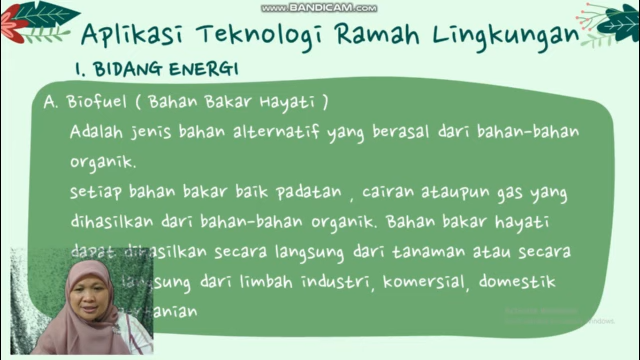 www.BANDICAM.com
Aplikasi Teknologi Ramah Lingkungan
1. BIDANG ENERGI
A. Biofuel ( Bahan Bakar Hayati )
Adalah jenis bahan alternatif yang berasal dari bahan-bahan
organik.
setiap bahan bakar baik padatan , cairan ataupun gas yang
dihasilkan dari bahan-bahan organik. Bahan bakar hayati
dapat dihasilkan secara langsung dari tanaman atau secara
dari limbah industri, komersial, domestik